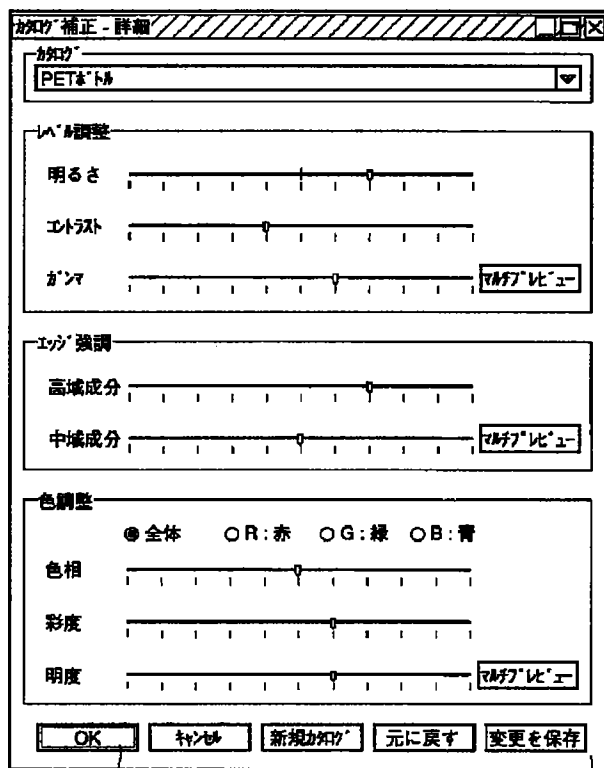 ｶﾀﾛｸﾞ補正 - 詳細
ｶﾀﾛｸﾞ
PETﾎﾞﾄﾙ
ﾚﾍﾞﾙ調整
明るさ
ｺﾝﾄﾗｽﾄ
ｶﾞﾝﾏ
ﾏﾙﾁﾌﾟﾚﾋﾞｭｰ
ｴｯｼﾞ強調
高域成分
中域成分
ﾏﾙﾁﾌﾟﾚﾋﾞｭｰ
色調整
全体 R:赤 G:緑 B:青
色相
彩度
明度
ﾏﾙﾁﾌﾟﾚﾋﾞｭｰ
OK ｷｬﾝｾﾙ 新規ｶﾀﾛｸﾞ 元に戻す 変更を保存